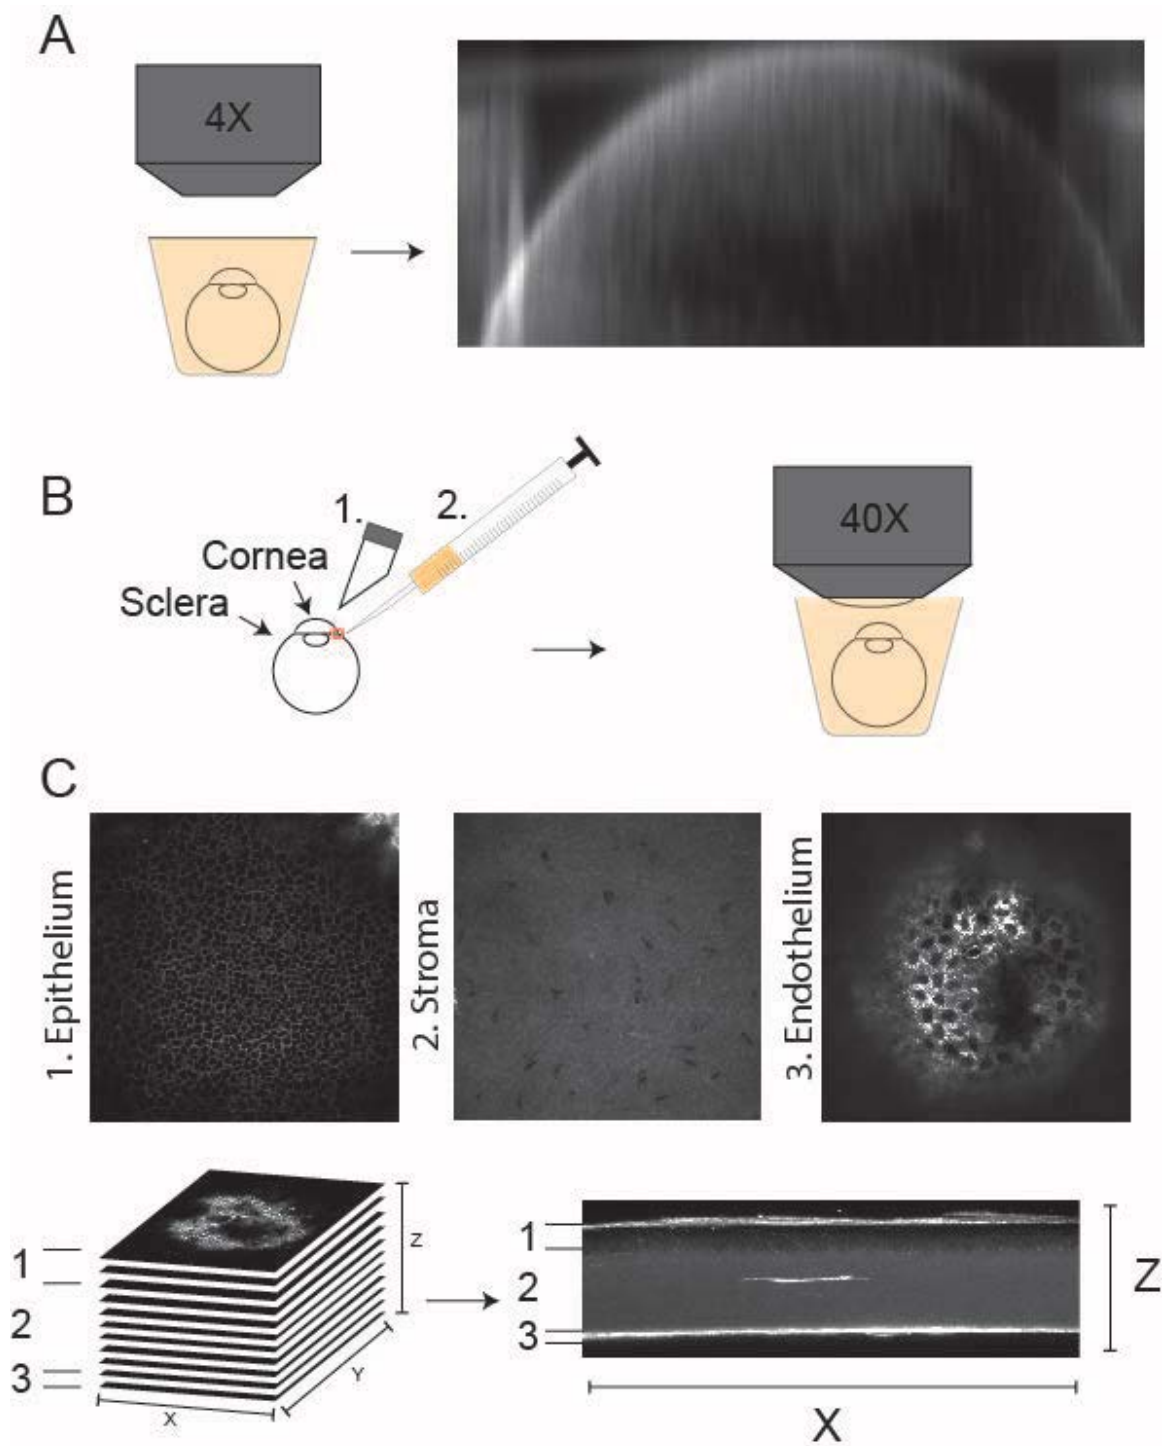 A
4X
B
1.
2.
Cornea
Sclera
40X
C
1. Epithelium
2. Stroma
3. Endothelium
1
2
3
Z
Y
X
1
2
3
Z
X